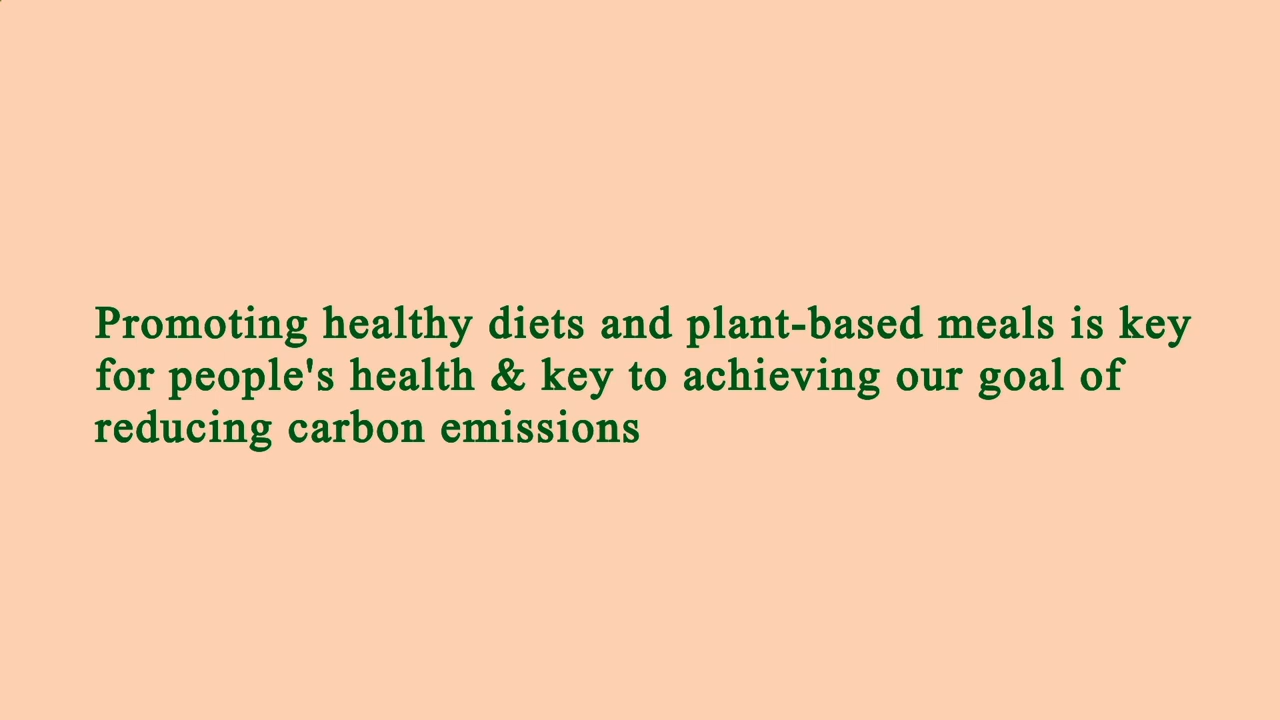 Promoting healthy diets and plant-based meals is key
for people's health & key to achieving our goal of
reducing carbon emissions